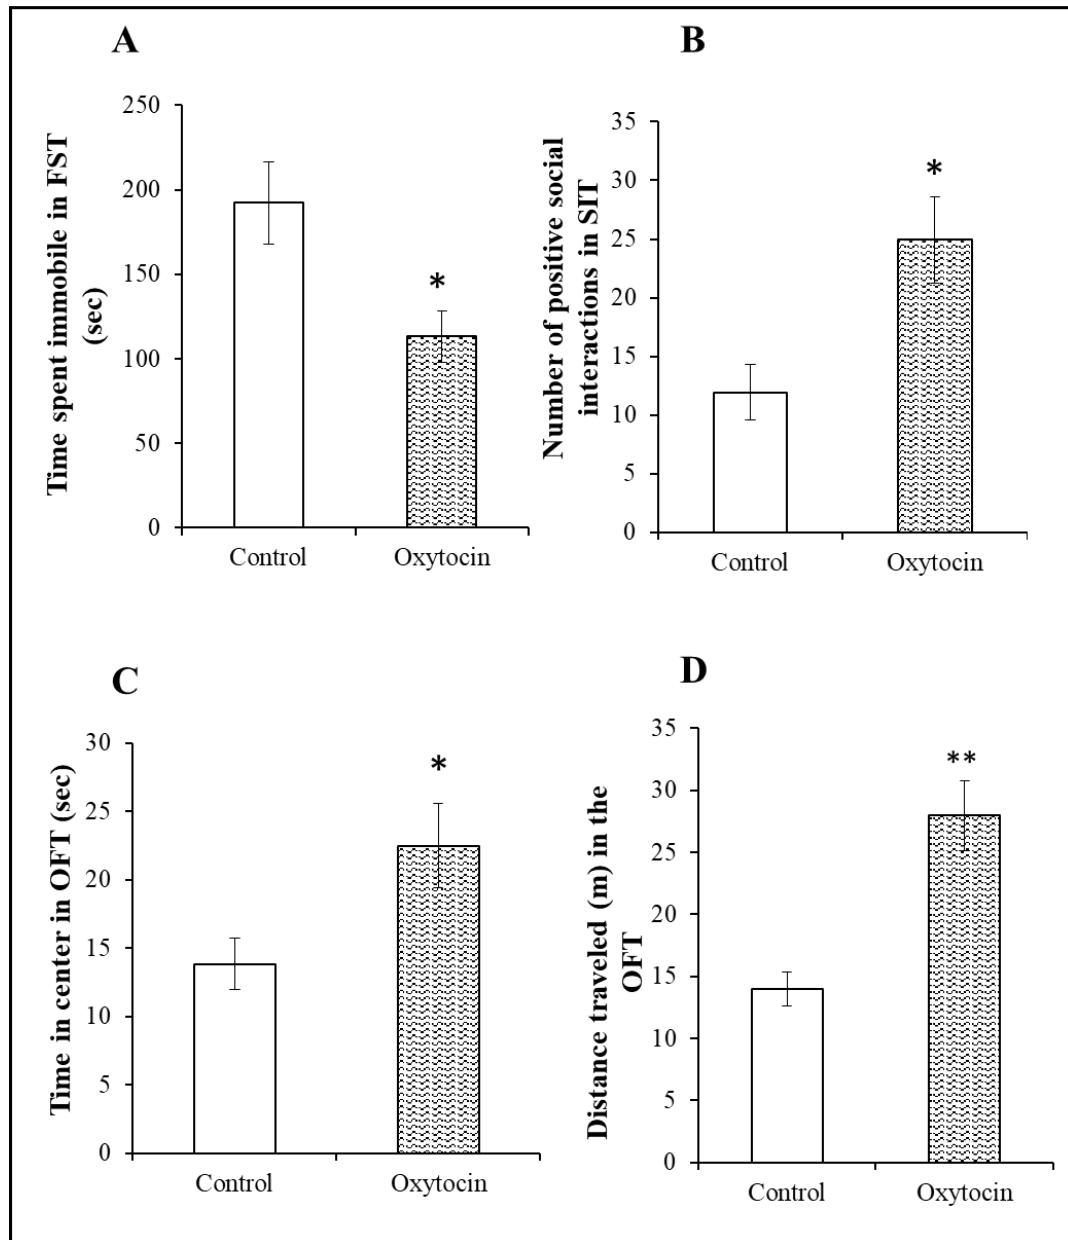 A
Time spent immobile in FST
(sec)
250
200
150
100
50
0
*
Control
Oxytocin
B
Number of positive social
interactions in SIT
35
30
25
20
15
10
5
0
*
Control
Oxytocin
C
Time in center in OFT (sec)
30
25
20
15
10
5
0
*
Control
Oxytocin
D
Distance traveled (m) in the
OFT
35
30
25
20
15
10
5
0
**
Control
Oxytocin